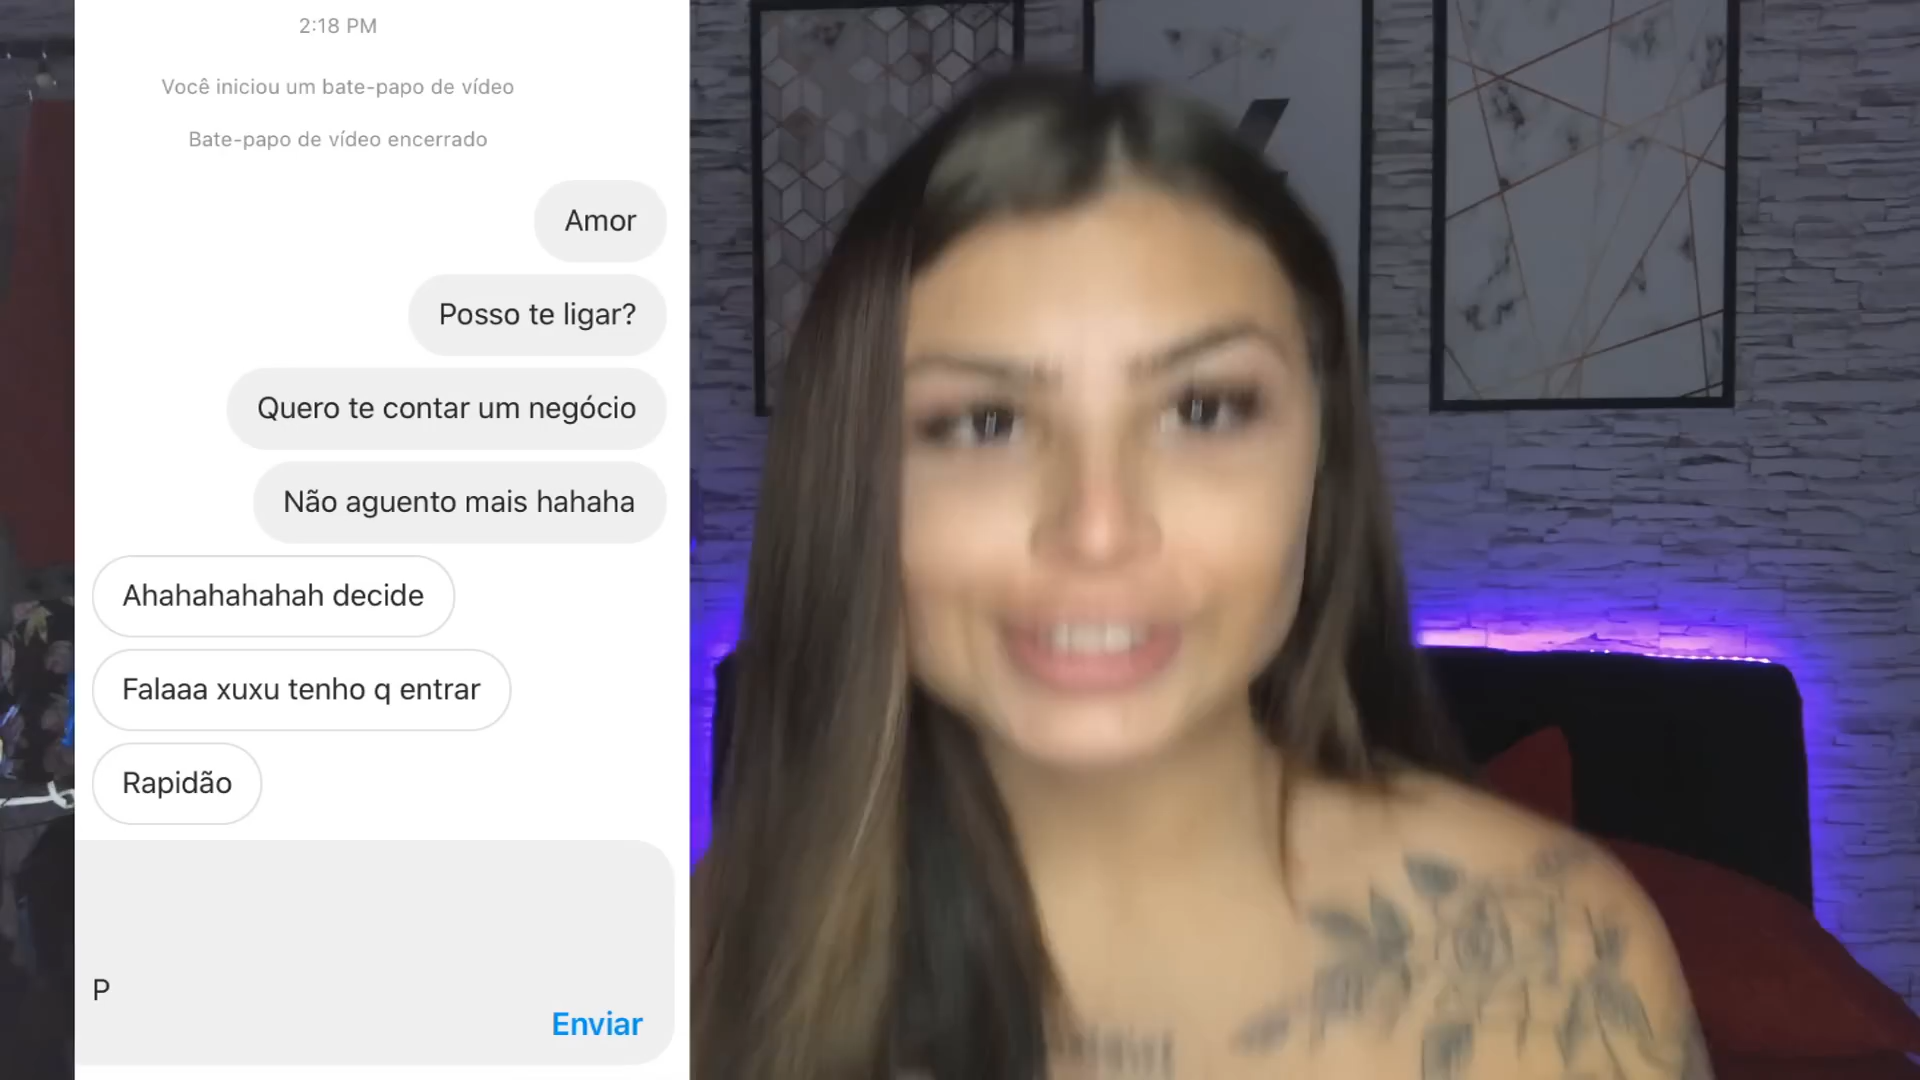 2:18 PM
Você iniciou um bate-papo de vídeo
Bate-papo de vídeo encerrado
Amor
Posso te ligar?
Quero te contar um negócio
Não aguento mais hahaha
Ahahahahahah decide
Falaaa xuxu tenho q entrar
Rapidão
P
Enviar